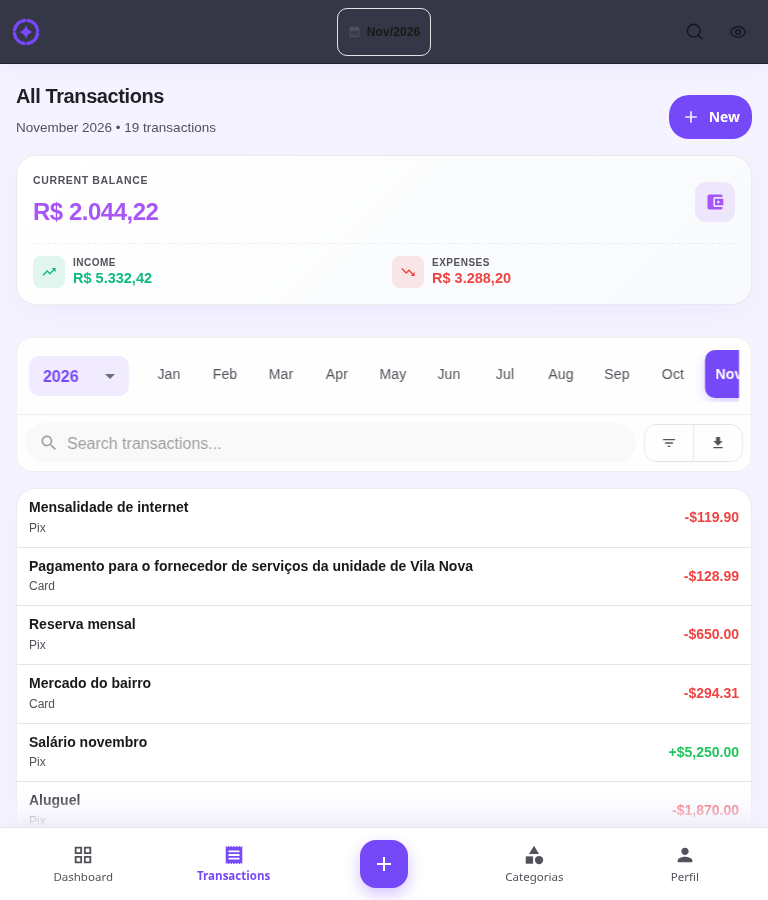 Nov/2026
All Transactions
November 2026 • 19 transactions
New
CURRENT BALANCE
R$ 2.044,22
INCOME
R$ 5.332,42
EXPENSES
R$ 3.288,20
2026 Jan Feb Mar Apr May Jun Jul Aug Sep Oct Nov
Search transactions...
Mensalidade de internet
Pix
-$119.90
Pagamento para o fornecedor de serviços da unidade de Vila Nova
Card
-$128.99
Reserva mensal
Pix
-$650.00
Mercado do bairro
Card
-$294.31
Salário novembro
Pix
+$5,250.00
Aluguel
Pix
-$1,870.00
Dashboard
Transactions
Categorias
Perfil